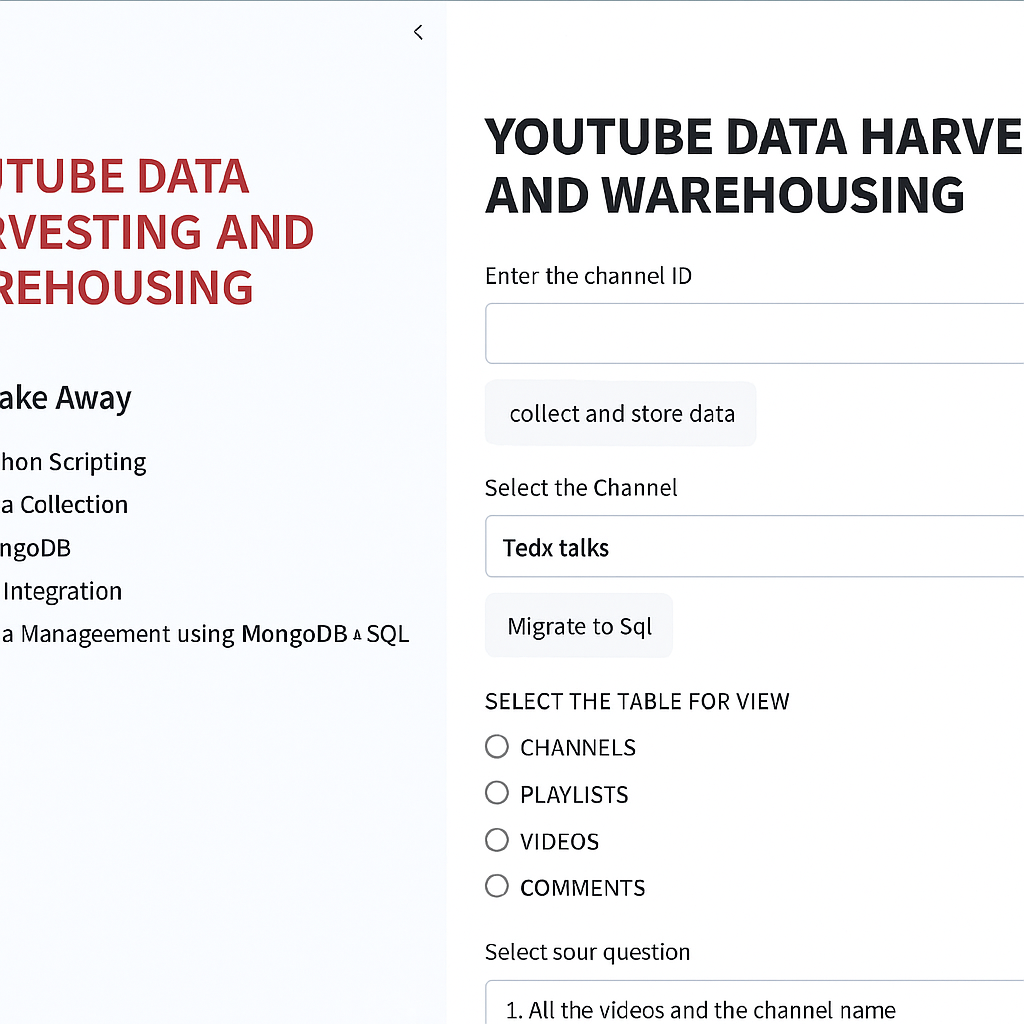 UTUBE DATA
RVESTING AND
REHOUSING
ake Away
hon Scripting
a Collection
ngoDB
Integration
a Manageement using MongoDB & SQL
YOUTUBE DATA HARVE
AND WAREHOUSING
Enter the channel ID
collect and store data
Select the Channel
Tedx talks
Migrate to Sql
SELECT THE TABLE FOR VIEW
CHANNELS
PLAYLISTS
VIDEOS
COMMENTS
Select sour question
1. All the videos and the channel name